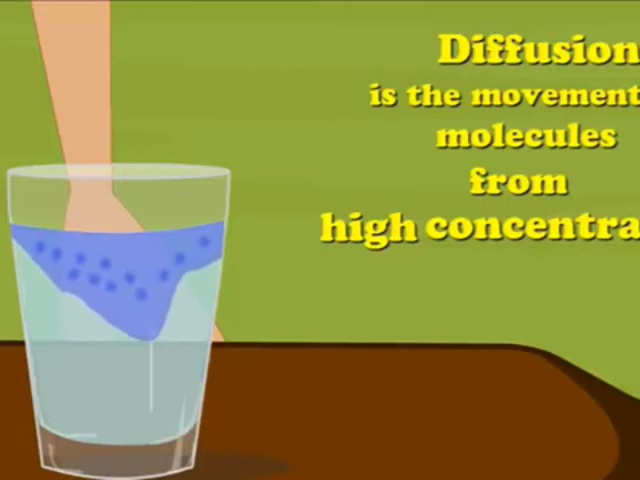 Diffusion
is the movement
molecules
from
high concentra